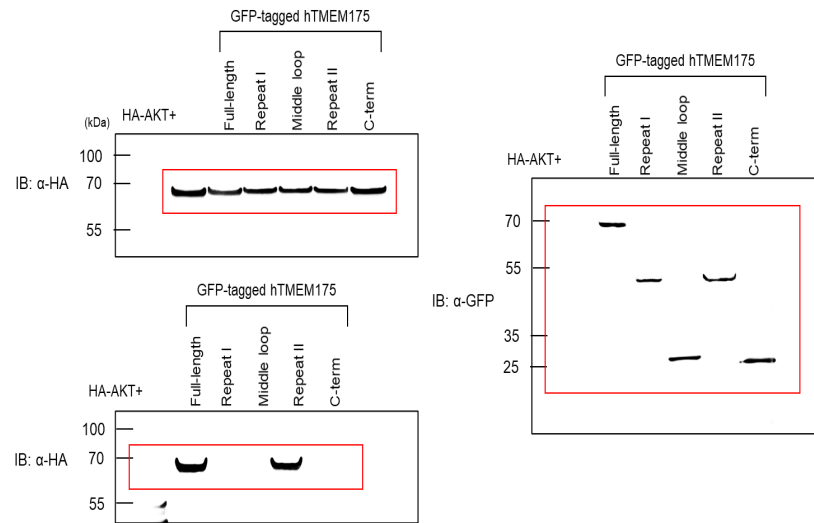 GFP-tagged hTMEM175
Full-length
Repeat I
Middle loop
Repeat II
C-term
HA-AKT+
(kDa)
100
70
55
IB: α-HA
GFP-tagged hTMEM175
Full-length
Repeat I
Middle loop
Repeat II
C-term
HA-AKT+
100
70
55
IB: α-HA
GFP-tagged hTMEM175
Full-length
Repeat I
Middle loop
Repeat II
C-term
HA-AKT+
70
55
35
25
IB: α-GFP